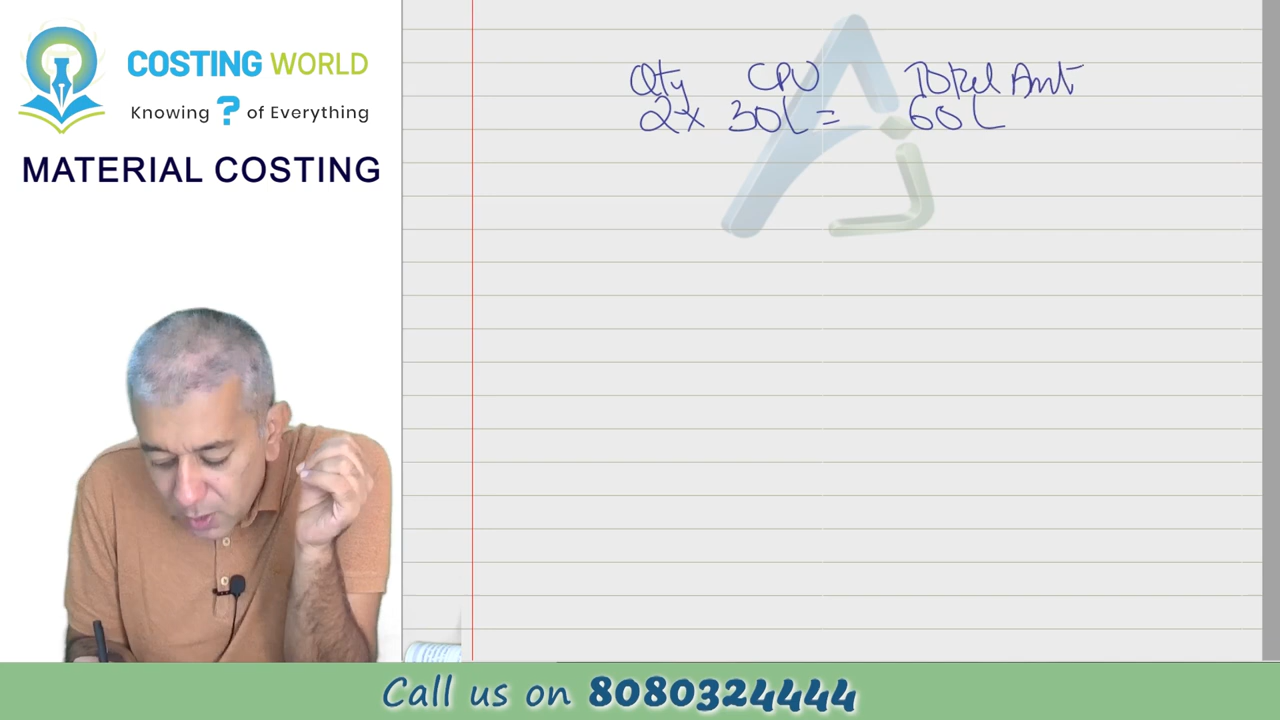 COSTING WORLD
Knowing ? of Everything
MATERIAL COSTING
Qty CPU Total Amt
2 x 30L = 60L
Call us on 8080324444